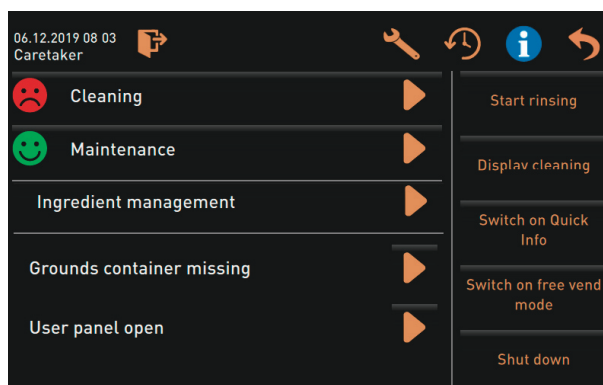 06.12.2019 08 03
Caretaker
Cleaning
Maintenance
Ingredient management
Grounds container missing
User panel open
Start rinsing
Display cleaning
Switch on Quick
Info
Switch on free vend
mode
Shut down